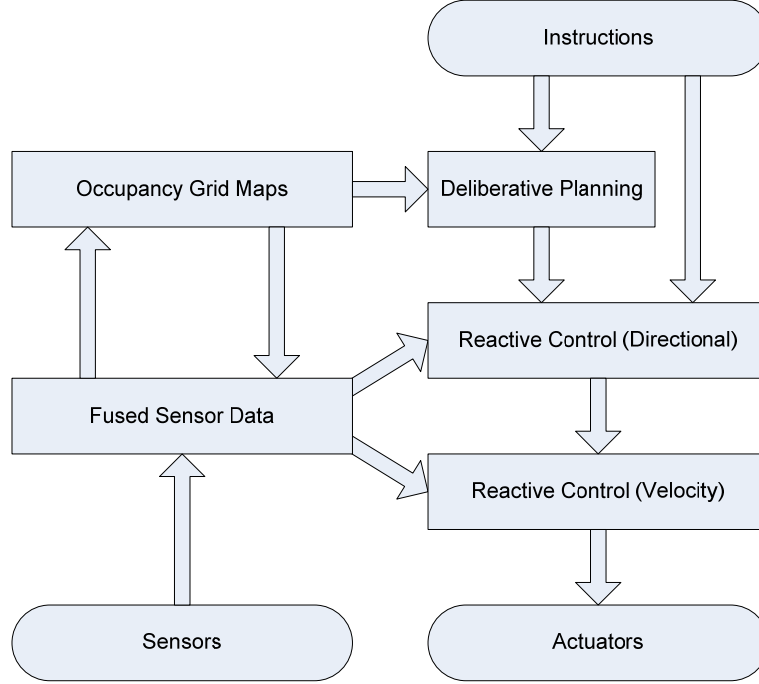 Instructions
Occupancy Grid Maps
Deliberative Planning
Reactive Control (Directional)
Fused Sensor Data
Reactive Control (Velocity)
Sensors
Actuators